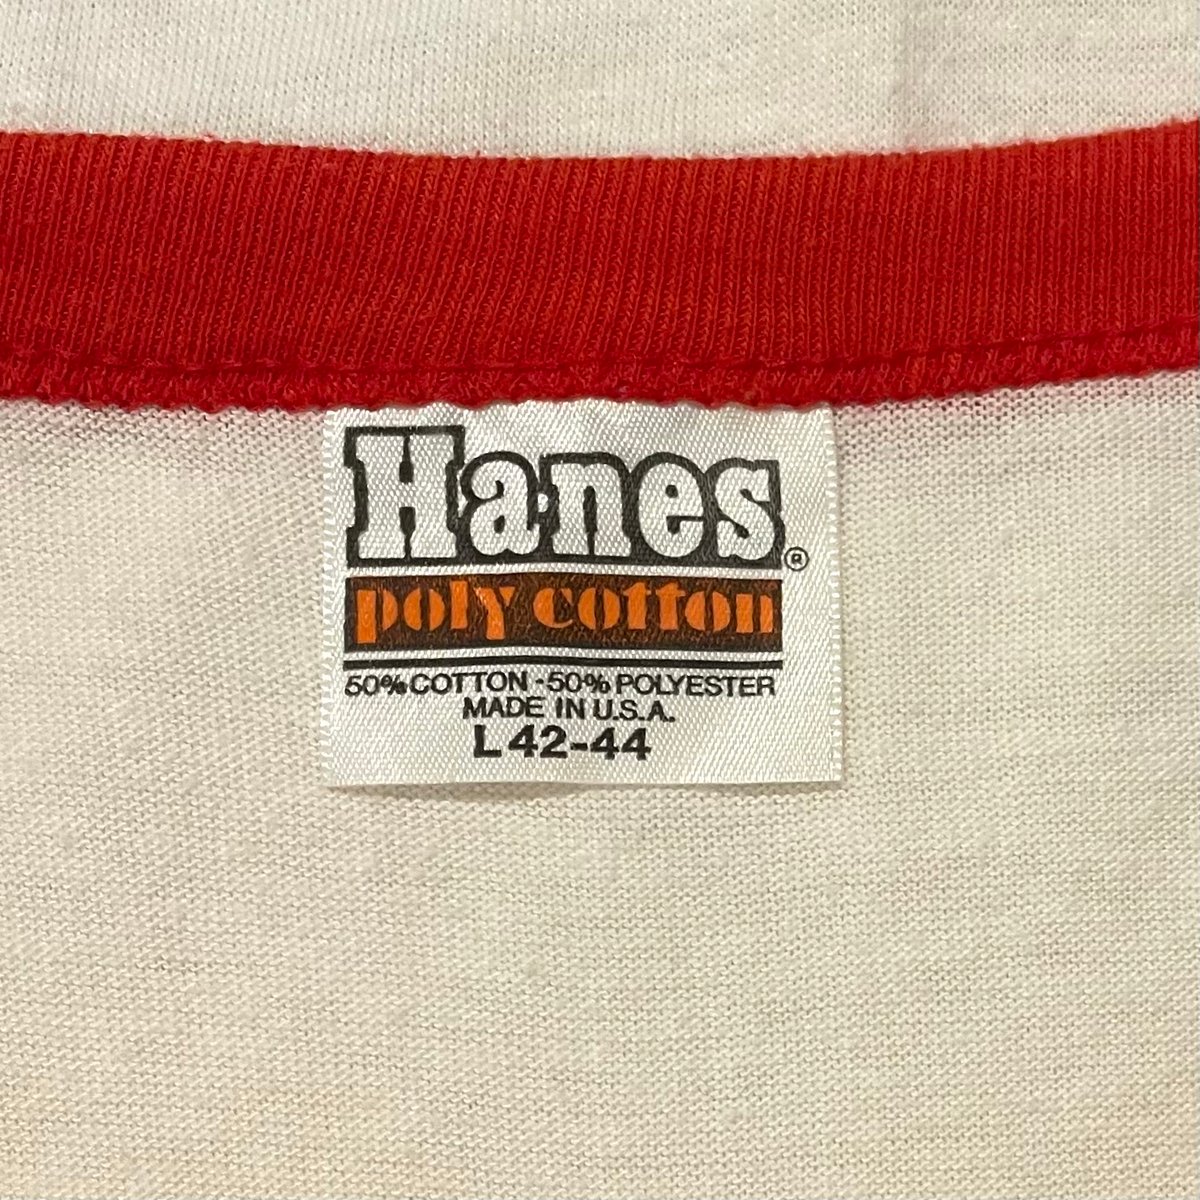 Hanes®
poly cotton
50% COTTON - 50% POLYESTER
MADE IN U.S.A.
L 42-44